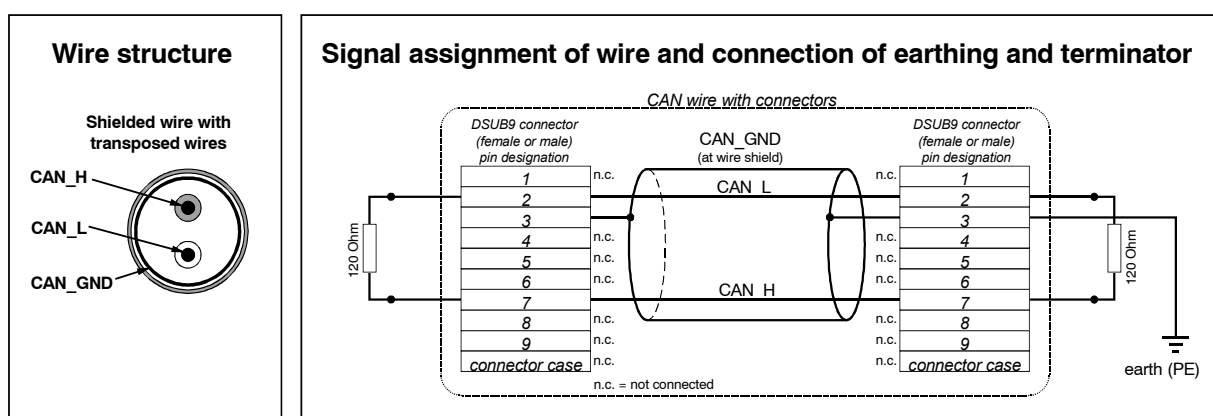 Wire structure
Shielded wire with
transposed wires
CAN_H
CAN_L
CAN_GND
Signal assignment of wire and connection of earthing and terminator
CAN wire with connectors
DSUB9 connector
(female or male)
pin designation
CAN_GND
(at wire shield)
DSUB9 connector
(female or male)
pin designation
1 n.c. n.c. 1
2 CAN_L 2
3 3
4 n.c. n.c. 4
5 n.c. n.c. 5
6 n.c. n.c. 6
7 CAN_H 7
8 n.c. n.c. 8
9 n.c. n.c. 9
connector case n.c. n.c. connector case
120 Ohm
120 Ohm
n.c. = not connected
earth (PE)